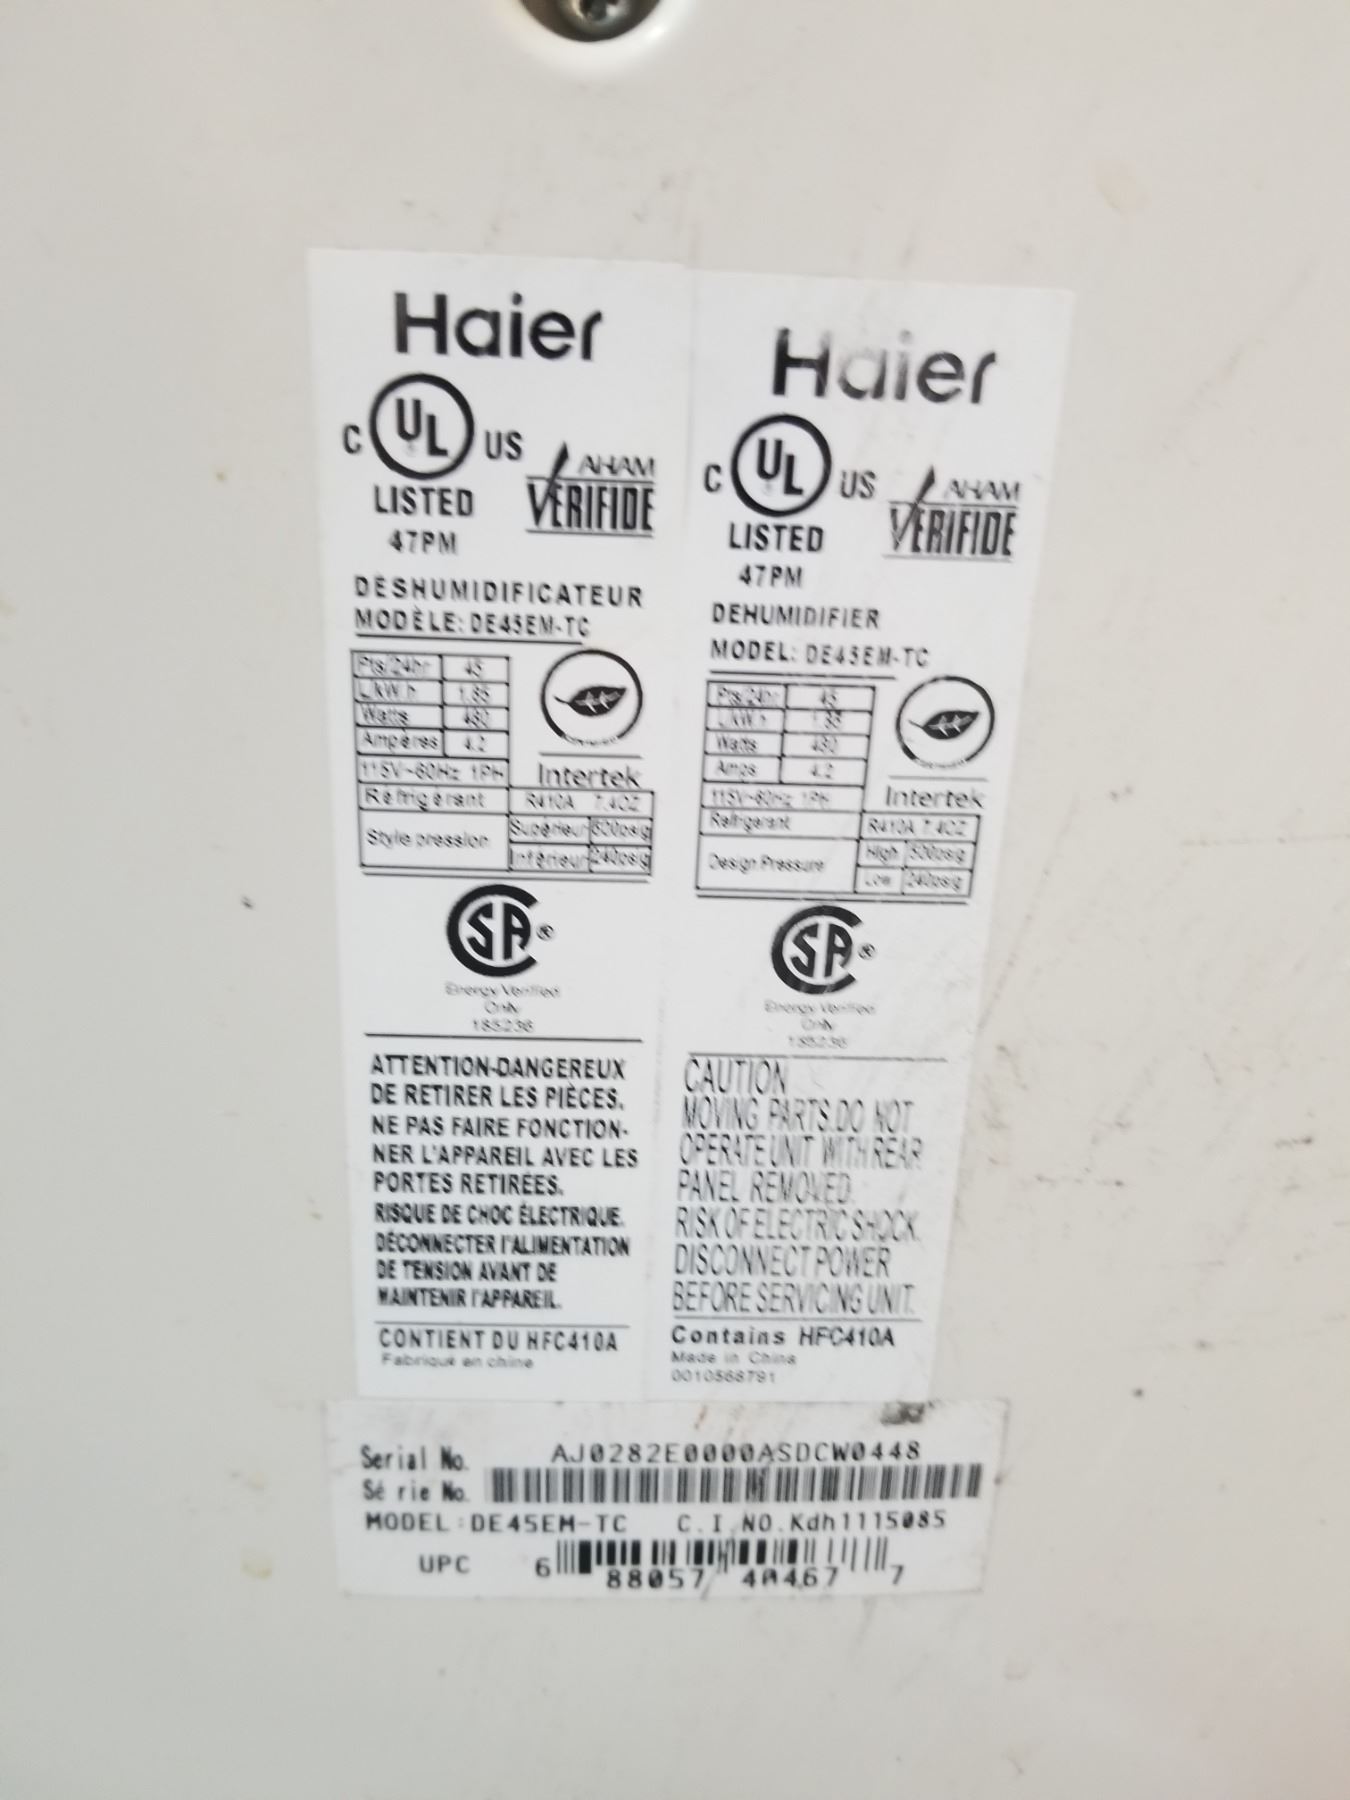 Haier
C UL US
LISTED
47PM
AHAM
VERIFIDE
DÉSHUMIDIFICATEUR
MODÈLE: DE45EM-TC
Pts/24hr 45
L/kW.h 1.85
Watts 480
Ampères 4.2
115V~60Hz 1PH
Intertek
Réfrigérant R410A 7.4OZ
Style pression
Supérieur
Intérieur 240psig
SA ®
Energy Verified
Only
185236
ATTENTION-DANGEREUX
DE RETIRER LES PIÈCES.
NE PAS FAIRE FONCTION-
NER L'APPAREIL AVEC LES
PORTES RETIRÉES.
RISQUE DE CHOC ÉLECTRIQUE.
DÉCONNECTER l'ALIMENTATION
DE TENSION AVANT DE
MAINTENIR l'APPAREIL.
CONTIENT DU HFC410A
Fabriqué en chine
Haier
C UL US
LISTED
47PM
AHAM
VERIFIDE
DEHUMIDIFIER
MODEL: DE45EM-TC
Pts/24hr 45
L/kW.h 1.85
Watts 480
Amps 4.2
115V~60Hz 1PH
Intertek
Refrigerant R410A 7.4OZ
Design Pressure
High 500psig
Low 240psig
SA ®
Energy Verified
Only
185236
CAUTION
MOVING PARTS.DO NOT
OPERATE UNIT WITH REAR
PANEL REMOVED.
RISK OF ELECTRIC SHOCK.
DISCONNECT POWER
BEFORE SERVICING UNIT.
Contains HFC410A
Made in China
0010568791
Serial No. AJ0282E0000ASDCW0448
Sé rie No.
MODEL:DE45EM-TC C.I.NO.Kdh1115085
UPC 6 88057 40467 7